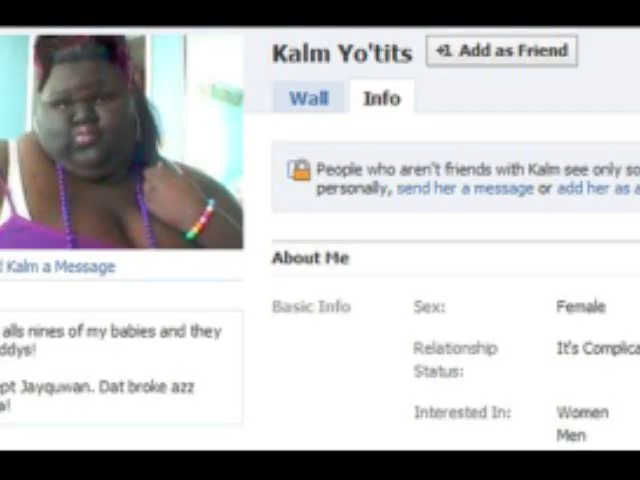 Kalm Yo'tits
+1 Add as Friend
Wall
Info
People who aren't friends with Kalm see only
personally, send her a message or add her as
Kalm a Message
About Me
Basic Info
Sex:
Female
Relationship
Status:
It's
Interested In:
Women
Men
alls nines of my babies and they
Jayquwan. Dat broke azz